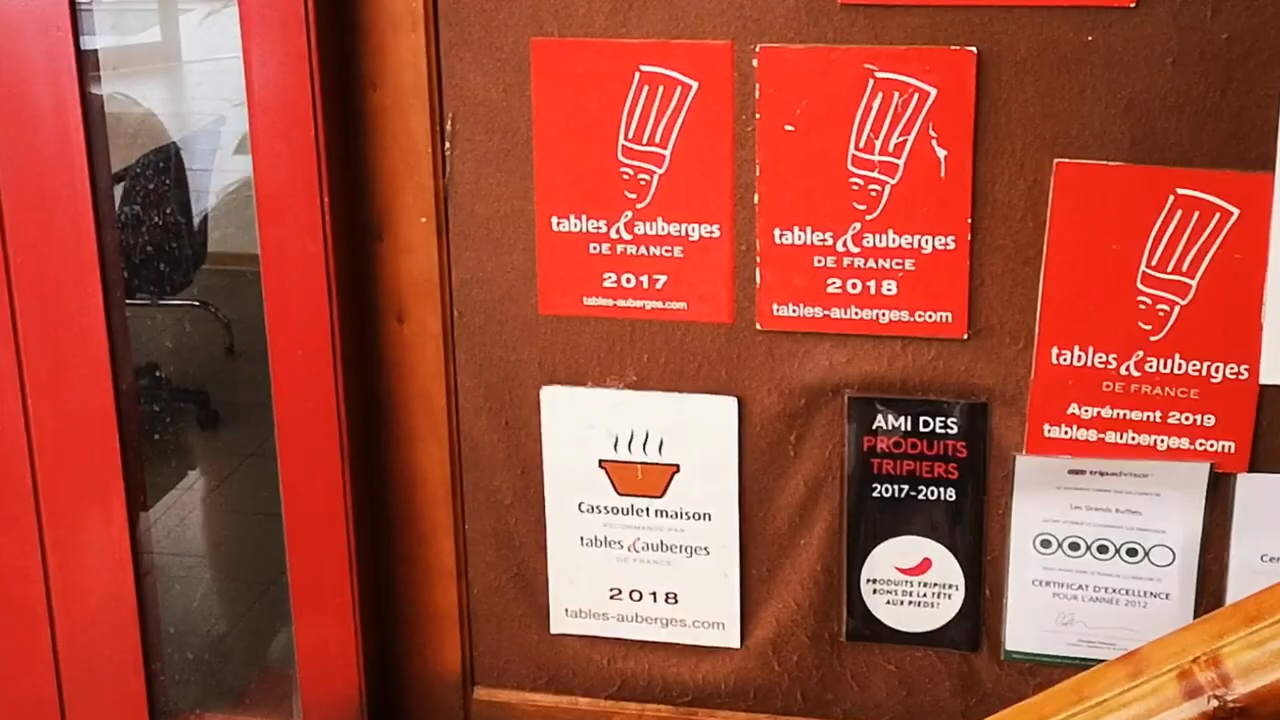 tables & auberges
DE FRANCE
2017
tables-auberges.com
tables & auberges
DE FRANCE
2018
tables-auberges.com
tables & auberges
DE FRANCE
Agrément 2019
tables-auberges.com
Cassoulet maison
RECOMMANDÉ PAR
tables & auberges
DE FRANCE
2018
tables-auberges.com
AMI DES
PRODUITS
TRIPIERS
2017-2018
PRODUITS TRIPIERS
BONS DE LA TÊTE
AUX PIEDS!
tripadvisor
Les Grands Buffets
CERTIFICAT D'EXCELLENCE
POUR L'ANNÉE 2012
Cer